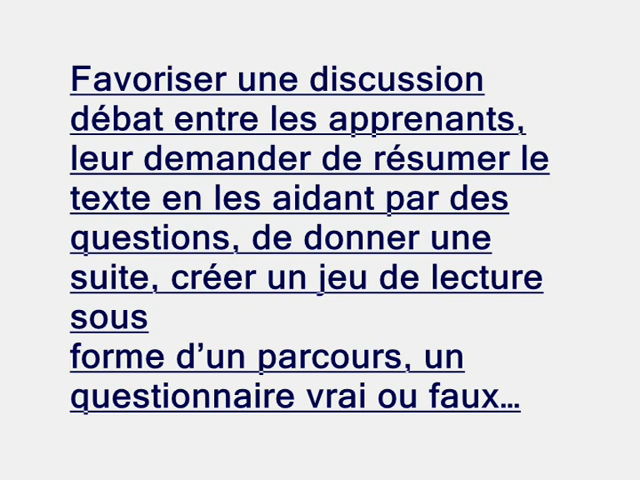 Favoriser une discussion
débat entre les apprenants,
leur demander de résumer le
texte en les aidant par des
questions, de donner une
suite, créer un jeu de lecture
sous
forme d’un parcours, un
questionnaire vrai ou faux…